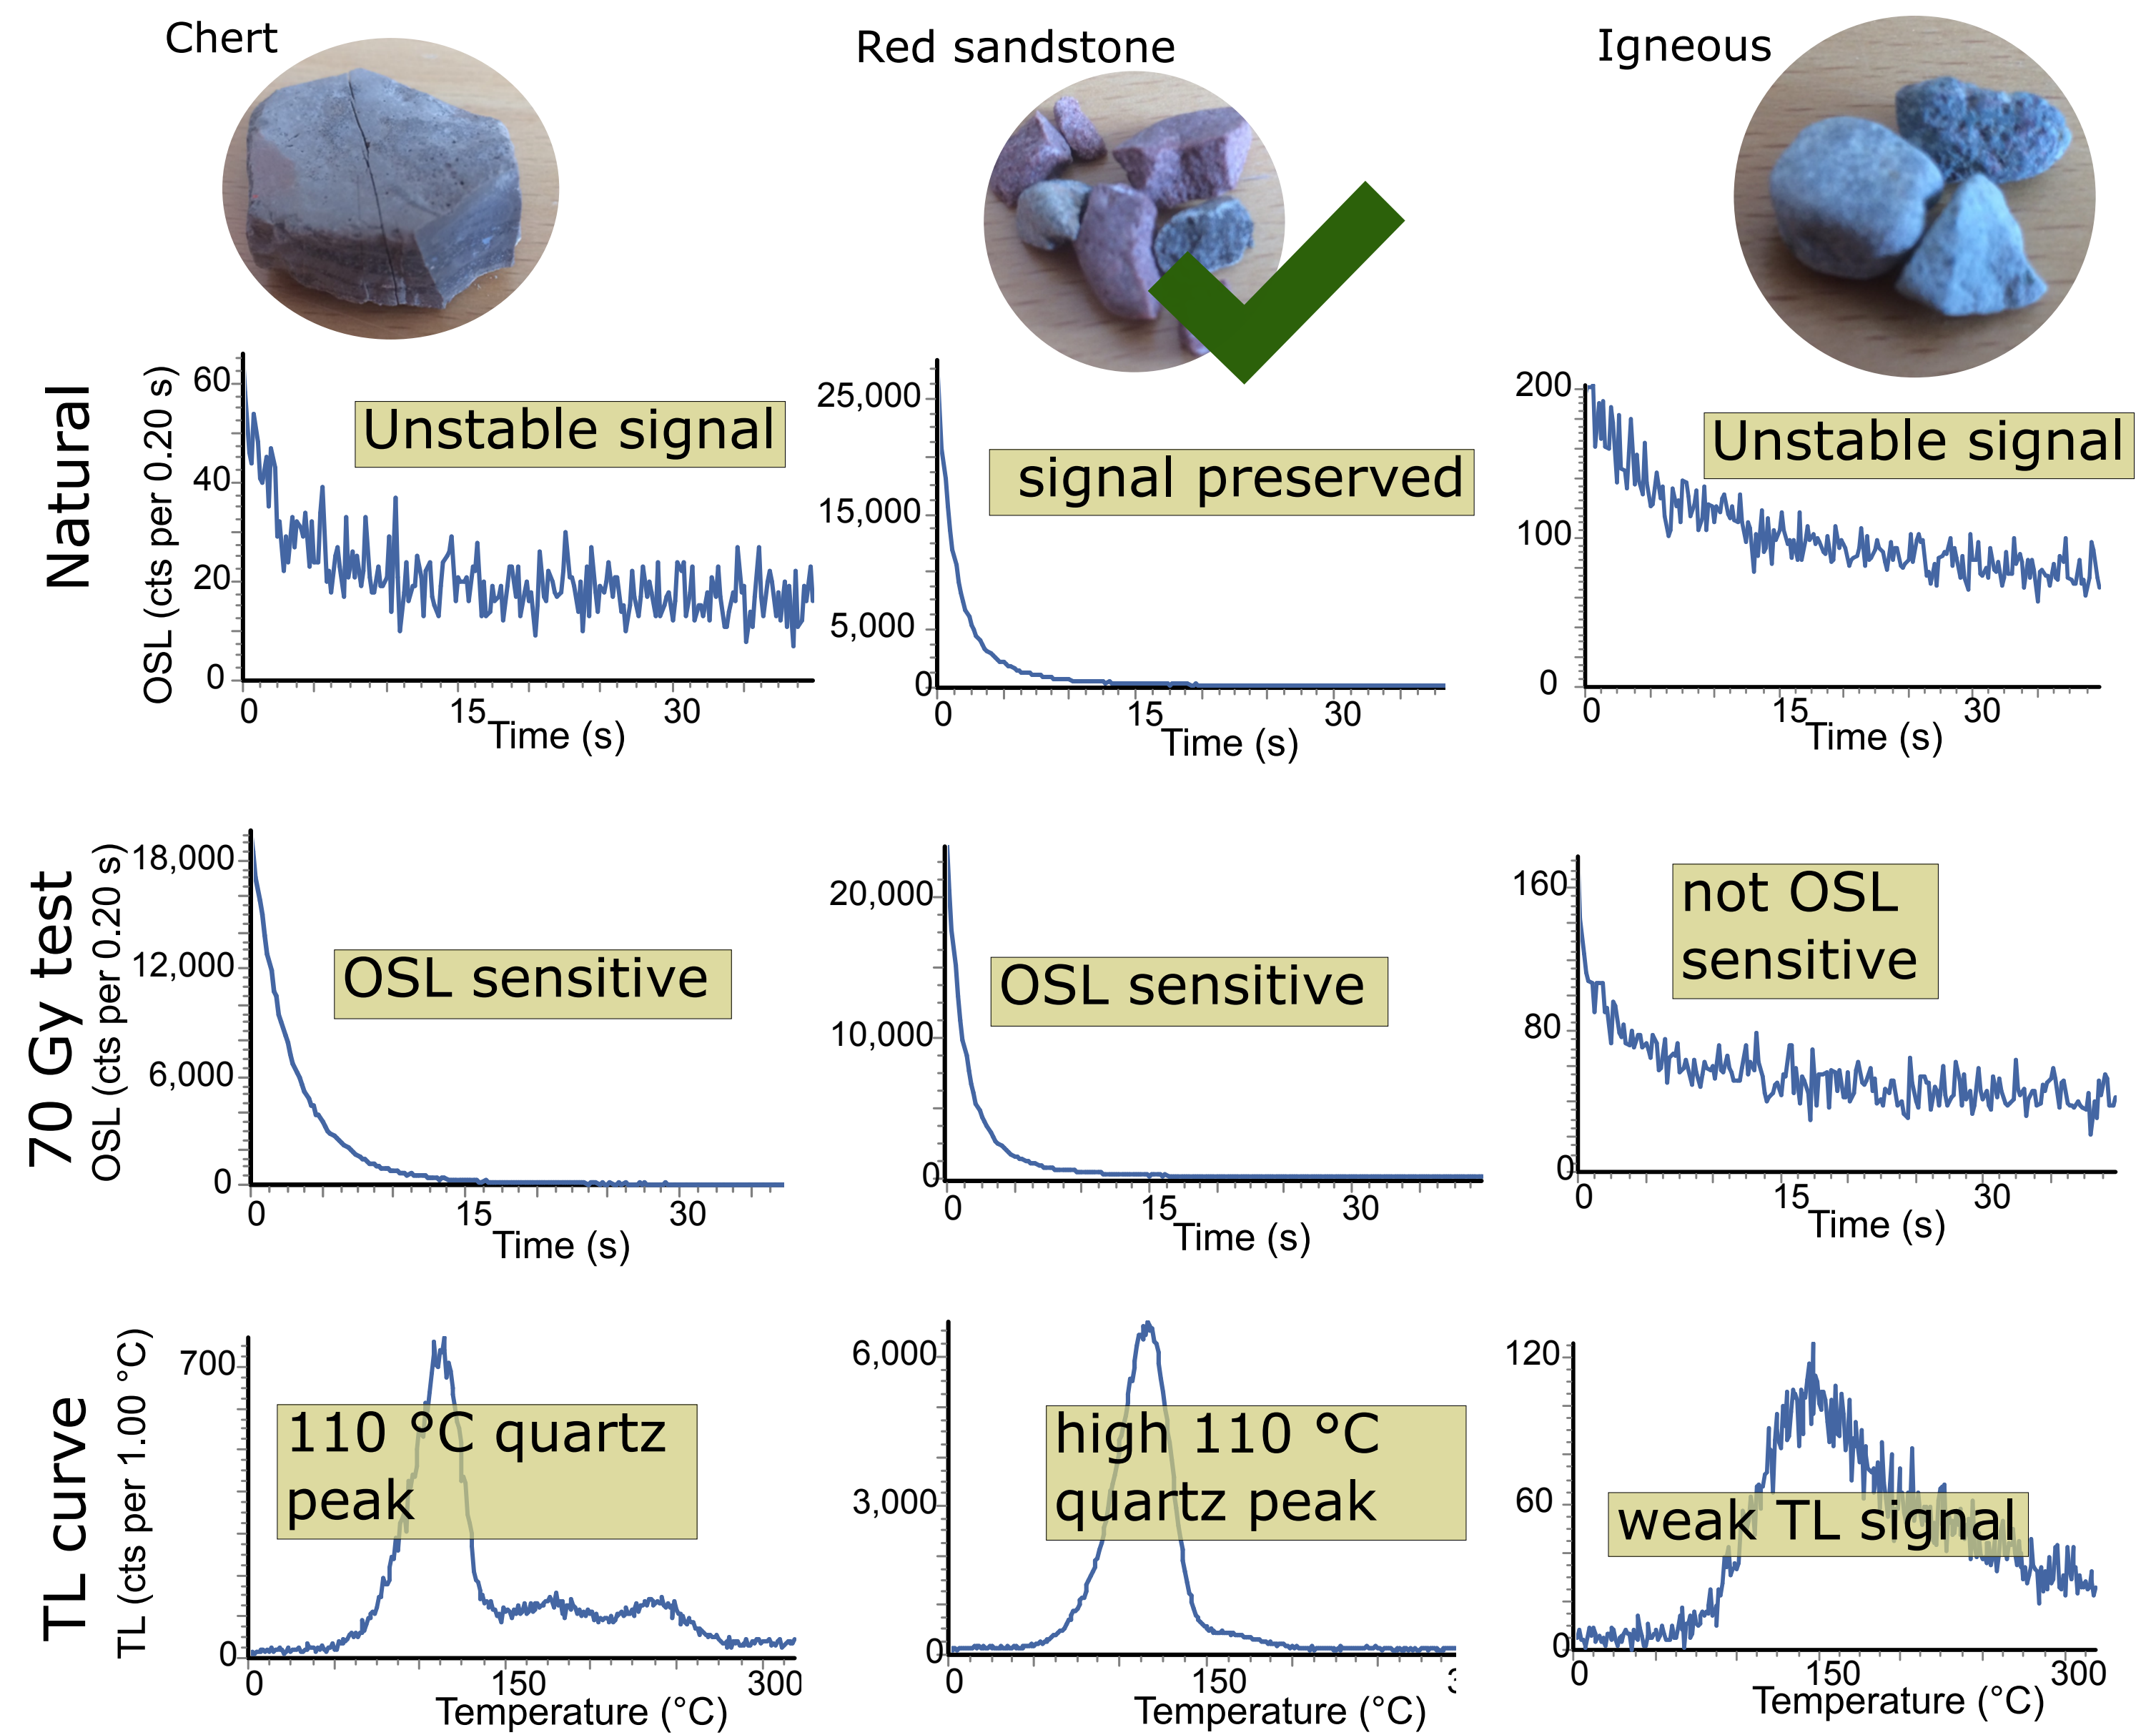 Chert
Red sandstone
Igneous
Natural
OSL (cts per 0.20 s)
60
40
20
0
Unstable signal
0
15
30
Time (s)
25,000
15,000
5,000
0
signal preserved
0
15
30
Time (s)
200
100
0
Unstable signal
0
15
30
Time (s)
70 Gy test
OSL (cts per 0.20 s)
18,000
12,000
6,000
0
OSL sensitive
0
15
30
Time (s)
20,000
10,000
0
OSL sensitive
0
15
30
Time (s)
160
80
0
not OSL
sensitive
0
15
30
Time (s)
TL curve
TL (cts per 1.00 °C)
700
0
110 °C quartz
peak
0
150
300
Temperature (°C)
6,000
3,000
0
high 110 °C
quartz peak
0
150
Temperature (°C)
120
60
0
weak TL signal
0
150
300
Temperature (°C)